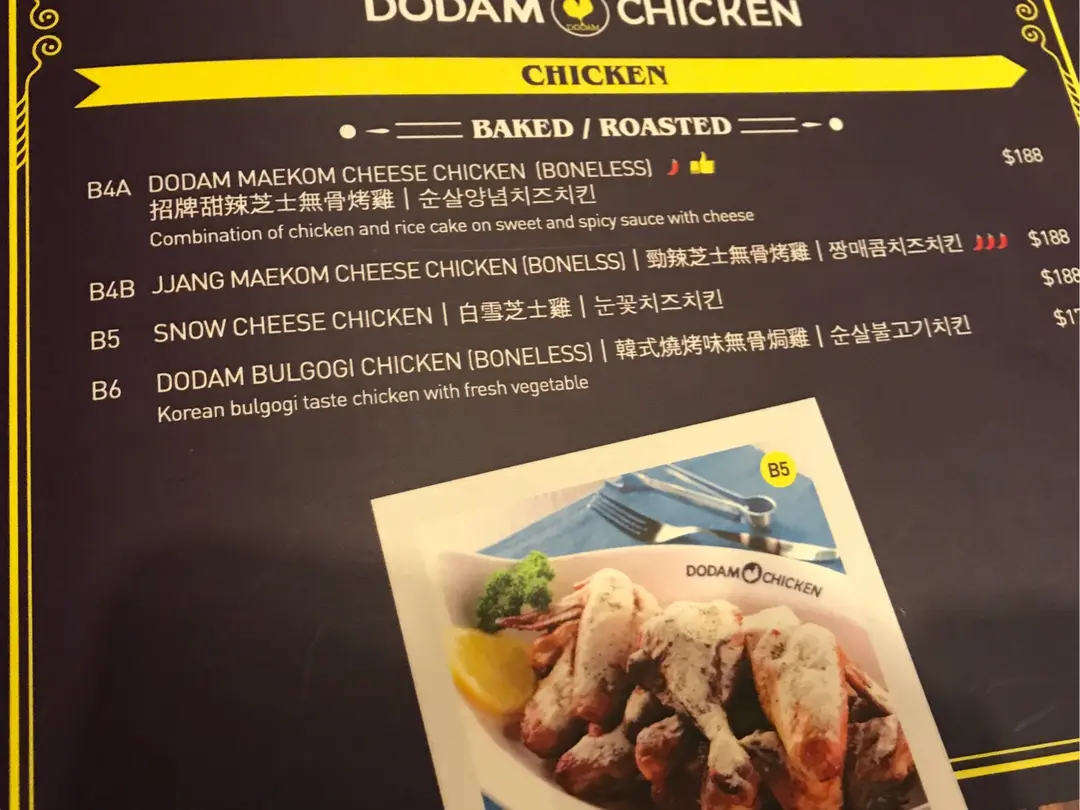 DODAM CHICKEN
DODAM
CHICKEN
BAKED / ROASTED
B4A DODAM MAEKOM CHEESE CHICKEN (BONELESS) $188
招牌甜辣芝士無骨烤雞 | 순살양념치즈치킨
Combination of chicken and rice cake on sweet and spicy sauce with cheese
B4B JJANG MAEKOM CHEESE CHICKEN (BONELSS) | 勁辣芝士無骨烤雞 | 짱매콤치즈치킨 $188
B5 SNOW CHEESE CHICKEN | 白雪芝士雞 | 눈꽃치즈치킨 $188
B6 DODAM BULGOGI CHICKEN (BONELESS) | 韓式燒烤味無骨焗雞 | 순살불고기치킨
Korean bulgogi taste chicken with fresh vegetable
B5
DODAM CHICKEN